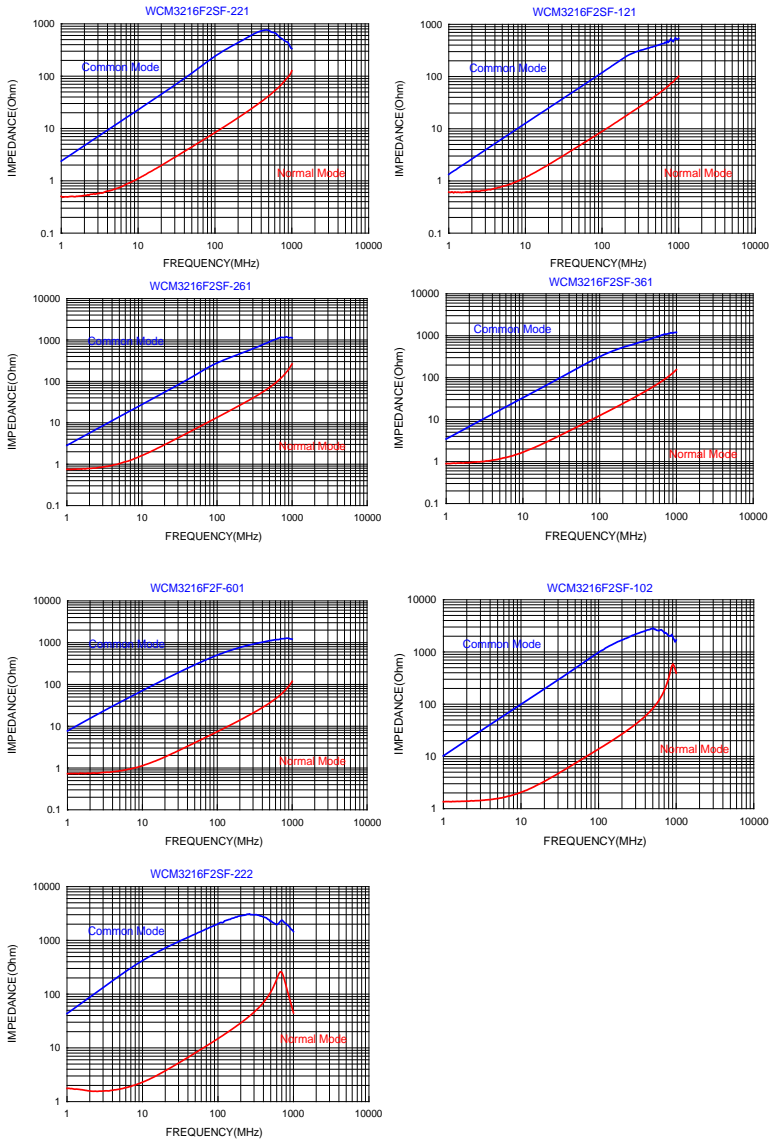 WCM3216F2SF-221
1000
100
10
1
0.1
IMPEDANCE(Ohm)
Common Mode
Normal Mode
1 10 100 1000 10000
FREQUENCY(MHz)
WCM3216F2SF-121
1000
100
10
1
0.1
IMPEDANCE(Ohm)
Common Mode
Normal Mode
1 10 100 1000 10000
FREQUENCY(MHz)
WCM3216F2SF-261
10000
1000
100
10
1
0.1
IMPEDANCE(Ohm)
Common Mode
Normal Mode
1 10 100 1000 10000
FREQUENCY(MHz)
WCM3216F2SF-361
10000
1000
100
10
1
0.1
IMPEDANCE(Ohm)
Common Mode
Normal Mode
1 10 100 1000 10000
FREQUENCY(MHz)
WCM3216F2F-601
10000
1000
100
10
1
0.1
IMPEDANCE(Ohm)
Common Mode
Normal Mode
1 10 100 1000 10000
FREQUENCY(MHz)
WCM3216F2SF-102
10000
1000
100
10
1
IMPEDANCE(Ohm)
Common Mode
Normal Mode
1 10 100 1000 10000
FREQUENCY(MHz)
WCM3216F2SF-222
10000
1000
100
10
1
IMPEDANCE(Ohm)
Common Mode
Normal Mode
1 10 100 1000 10000
FREQUENCY(MHz)